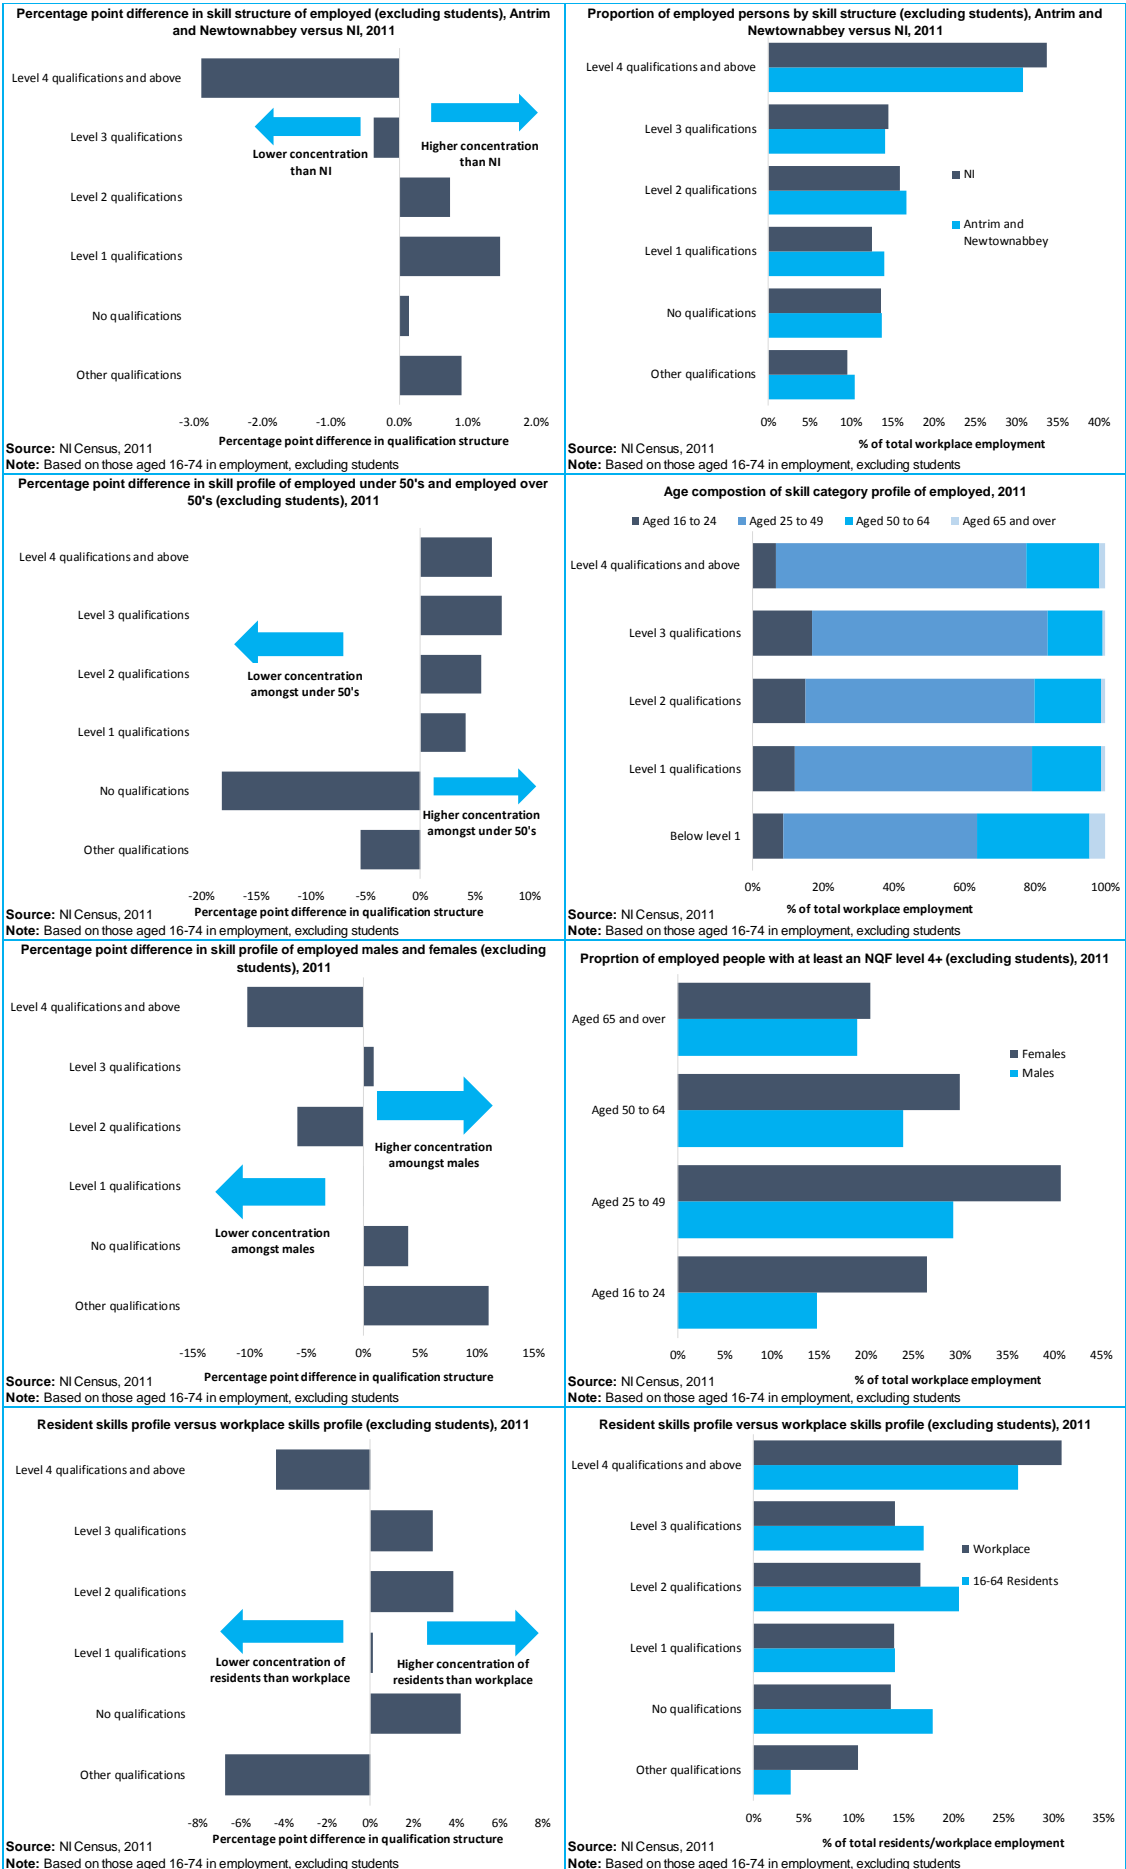 Percentage point difference in skill structure of employed (excluding students), Antrim
and Newtownabbey versus NI, 2011
Level 4 qualifications and above
Level 3 qualifications
Level 2 qualifications
Level 1 qualifications
No qualifications
Other qualifications
Lower concentration
than NI
Higher concentration
than NI
-3.0% -2.0% -1.0% 0.0% 1.0% 2.0%
Percentage point difference in qualification structure
Source: NI Census, 2011
Note: Based on those aged 16-74 in employment, excluding students
Proportion of employed persons by skill structure (excluding students), Antrim and
Newtownabbey versus NI, 2011
Level 4 qualifications and above
Level 3 qualifications
Level 2 qualifications
Level 1 qualifications
No qualifications
Other qualifications
NI
Antrim and
Newtownabbey
0% 5% 10% 15% 20% 25% 30% 35% 40%
% of total workplace employment
Source: NI Census, 2011
Note: Based on those aged 16-74 in employment, excluding students
Percentage point difference in skill profile of employed under 50's and employed over
50's (excluding students), 2011
Level 4 qualifications and above
Level 3 qualifications
Level 2 qualifications
Level 1 qualifications
No qualifications
Other qualifications
Lower concentration
amongst under 50's
Higher concentration
amongst under 50's
-20% -15% -10% -5% 0% 5% 10%
Percentage point difference in qualification structure
Source: NI Census, 2011
Note: Based on those aged 16-74 in employment, excluding students
Age compostion of skill category profile of employed, 2011
Aged 16 to 24 Aged 25 to 49 Aged 50 to 64 Aged 65 and over
Level 4 qualifications and above
Level 3 qualifications
Level 2 qualifications
Level 1 qualifications
Below level 1
0% 20% 40% 60% 80% 100%
% of total workplace employment
Source: NI Census, 2011
Note: Based on those aged 16-74 in employment, excluding students
Percentage point difference in skill profile of employed males and females (excluding
students), 2011
Level 4 qualifications and above
Level 3 qualifications
Level 2 qualifications
Level 1 qualifications
No qualifications
Other qualifications
Higher concentration
amoungst males
Lower concentration
amongst males
-15% -10% -5% 0% 5% 10% 15%
Percentage point difference in qualification structure
Source: NI Census, 2011
Note: Based on those aged 16-74 in employment, excluding students
Proprtion of employed people with at least an NQF level 4+ (excluding students), 2011
Aged 65 and over
Aged 50 to 64
Aged 25 to 49
Aged 16 to 24
Females
Males
0% 5% 10% 15% 20% 25% 30% 35% 40% 45%
% of total workplace employment
Source: NI Census, 2011
Note: Based on those aged 16-74 in employment, excluding students
Resident skills profile versus workplace skills profile (excluding students), 2011
Level 4 qualifications and above
Level 3 qualifications
Level 2 qualifications
Level 1 qualifications
No qualifications
Other qualifications
Lower concentration of
residents than workplace
Higher concentration of
residents than workplace
-8% -6% -4% -2% 0% 2% 4% 6% 8%
Percentage point difference in qualification structure
Source: NI Census, 2011
Note: Based on those aged 16-74 in employment, excluding students
Resident skills profile versus workplace skills profile (excluding students), 2011
Level 4 qualifications and above
Level 3 qualifications
Level 2 qualifications
Level 1 qualifications
No qualifications
Other qualifications
Workplace
16-64 Residents
0% 5% 10% 15% 20% 25% 30% 35%
% of total residents/workplace employment
Source: NI Census, 2011
Note: Based on those aged 16-74 in employment, excluding students